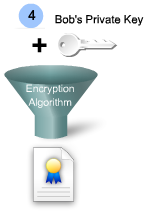 4 Bob's Private Key
+
Encryption
Algorithm